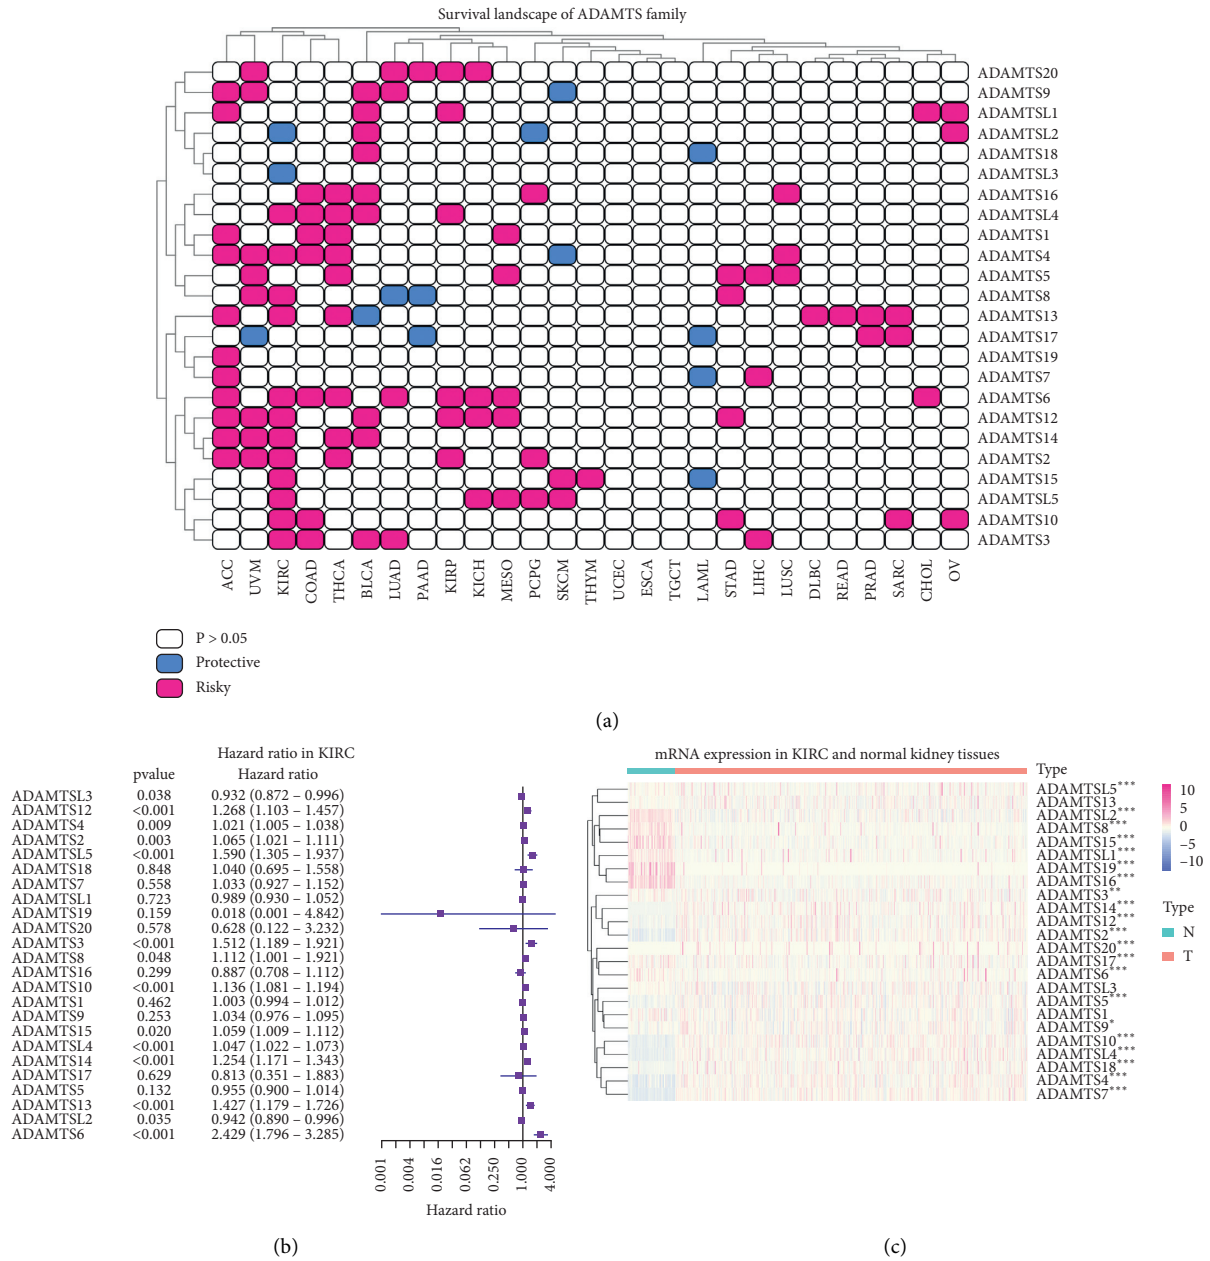 Survival landscape of ADAMTS family
ADAMTS20
ADAMTS9
ADAMTSL1
ADAMTSL2
ADAMTS18
ADAMTSL3
ADAMTS16
ADAMTSL4
ADAMTS1
ADAMTS4
ADAMTS5
ADAMTS8
ADAMTS13
ADAMTS17
ADAMTS19
ADAMTS7
ADAMTS6
ADAMTS12
ADAMTS14
ADAMTS2
ADAMTS15
ADAMTSL5
ADAMTS10
ADAMTS3
ACC
UVM
KIRC
COAD
THCA
BLCA
LUAD
PAAD
KIRP
KICH
MESO
PCPG
SKCM
THYM
UCEC
ESCA
TGCT
LAML
STAD
LIHC
LUSC
DLBC
READ
PRAD
SARC
CHOL
OV
P > 0.05
Protective
Risky
(a)
Hazard ratio in KIRC
pvalue Hazard ratio
ADAMTSL3 0.038 0.932 (0.872 – 0.996)
ADAMTS12 <0.001 1.268 (1.103 – 1.457)
ADAMTS4 0.009 1.021 (1.005 – 1.038)
ADAMTS2 0.003 1.065 (1.021 – 1.111)
ADAMTSL5 <0.001 1.590 (1.305 – 1.937)
ADAMTS18 0.848 1.040 (0.695 – 1.558)
ADAMTS7 0.558 1.033 (0.927 – 1.152)
ADAMTSL1 0.723 0.989 (0.930 – 1.052)
ADAMTS19 0.159 0.018 (0.001 – 4.842)
ADAMTS20 0.578 0.628 (0.122 – 3.232)
ADAMTS3 <0.001 1.512 (1.189 – 1.921)
ADAMTS8 0.048 1.112 (1.001 – 1.921)
ADAMTS16 0.299 0.887 (0.708 – 1.112)
ADAMTS10 <0.001 1.136 (1.081 – 1.194)
ADAMTS1 0.462 1.003 (0.994 – 1.012)
ADAMTS9 0.253 1.034 (0.976 – 1.095)
ADAMTS15 0.020 1.059 (1.009 – 1.112)
ADAMTSL4 <0.001 1.047 (1.022 – 1.073)
ADAMTS14 <0.001 1.254 (1.171 – 1.343)
ADAMTS17 0.629 0.813 (0.351 – 1.883)
ADAMTS5 0.132 0.955 (0.900 – 1.014)
ADAMTS13 <0.001 1.427 (1.179 – 1.726)
ADAMTSL2 0.035 0.942 (0.890 – 0.996)
ADAMTS6 <0.001 2.429 (1.796 – 3.285)
0.001
0.004
0.016
0.062
0.250
1.000
4.000
Hazard ratio
(b)
mRNA expression in KIRC and normal kidney tissues
Type
ADAMTSL5***
ADAMTS13
ADAMTSL2***
ADAMTS8***
ADAMTS15***
ADAMTSL1***
ADAMTS19***
ADAMTS16***
ADAMTS3**
ADAMTS14***
ADAMTS12***
ADAMTS2***
ADAMTS20***
ADAMTS17***
ADAMTS6***
ADAMTSL3
ADAMTS5***
ADAMTS1
ADAMTS9*
ADAMTS10***
ADAMTSL4***
ADAMTS18***
ADAMTS4***
ADAMTS7***
10
5
0
−5
−10
Type
N
T
(c)